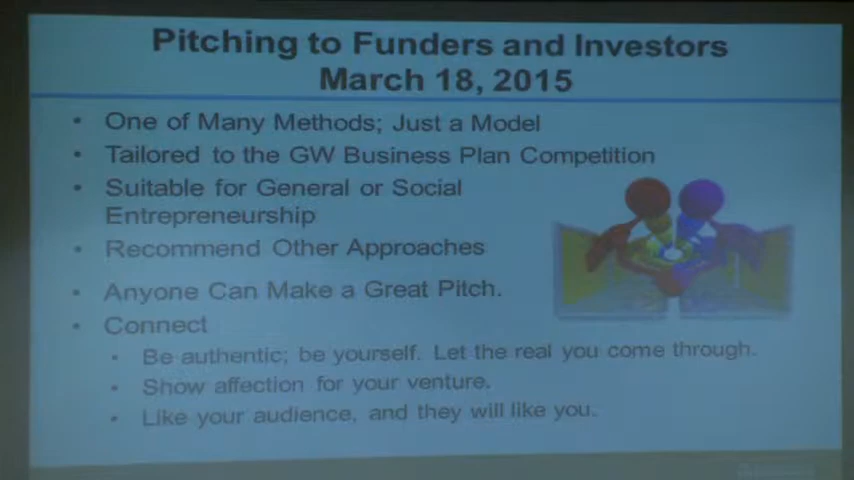 Pitching to Funders and Investors
March 18, 2015
• One of Many Methods; Just a Model
• Tailored to the GW Business Plan Competition
• Suitable for General or Social
Entrepreneurship
• Recommend Other Approaches
• Anyone Can Make a Great Pitch.
• Connect
• Be authentic; be yourself. Let the real you come through.
• Show affection for your venture.
• Like your audience, and they will like you.